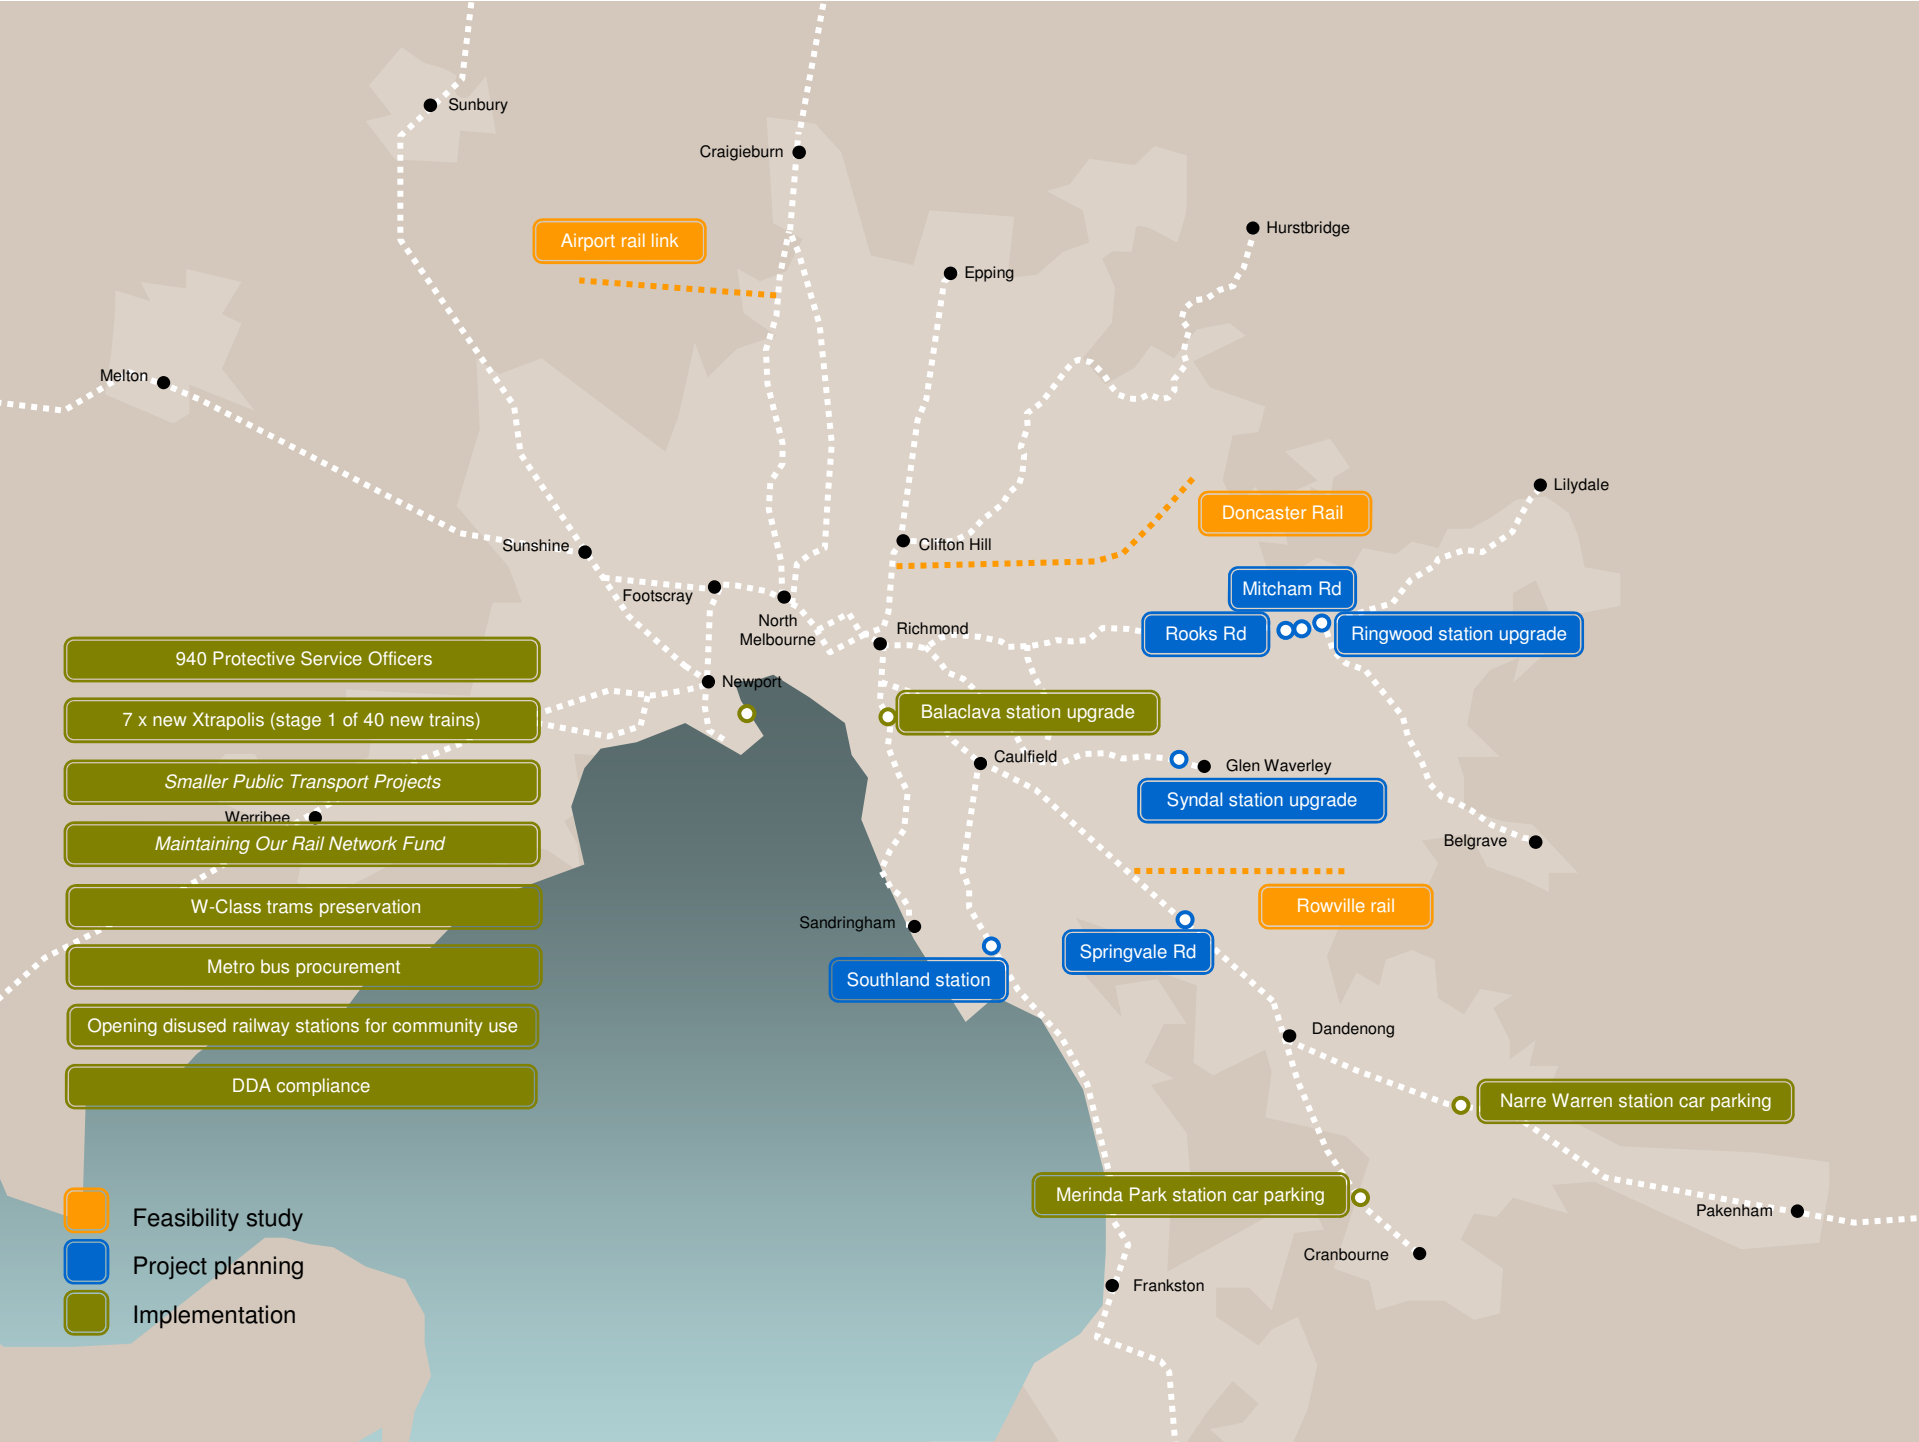 Sunbury
Craigieburn
Hurstbridge
Airport rail link
Epping
Melton
Lilydale
Doncaster Rail
Sunshine
Clifton Hill
Mitcham Rd
Footscray
North
Melbourne
Richmond
Rooks Rd
Ringwood station upgrade
940 Protective Service Officers
Newport
7 x new Xtrapolis (stage 1 of 40 new trains)
Balaclava station upgrade
Caulfield
Glen Waverley
Smaller Public Transport Projects
Syndal station upgrade
Werribee
Maintaining Our Rail Network Fund
Belgrave
W-Class trams preservation
Rowville rail
Sandringham
Springvale Rd
Metro bus procurement
Southland station
Opening disused railway stations for community use
Dandenong
DDA compliance
Narre Warren station car parking
Merinda Park station car parking
Pakenham
Feasibility study
Cranbourne
Project planning
Frankston
Implementation